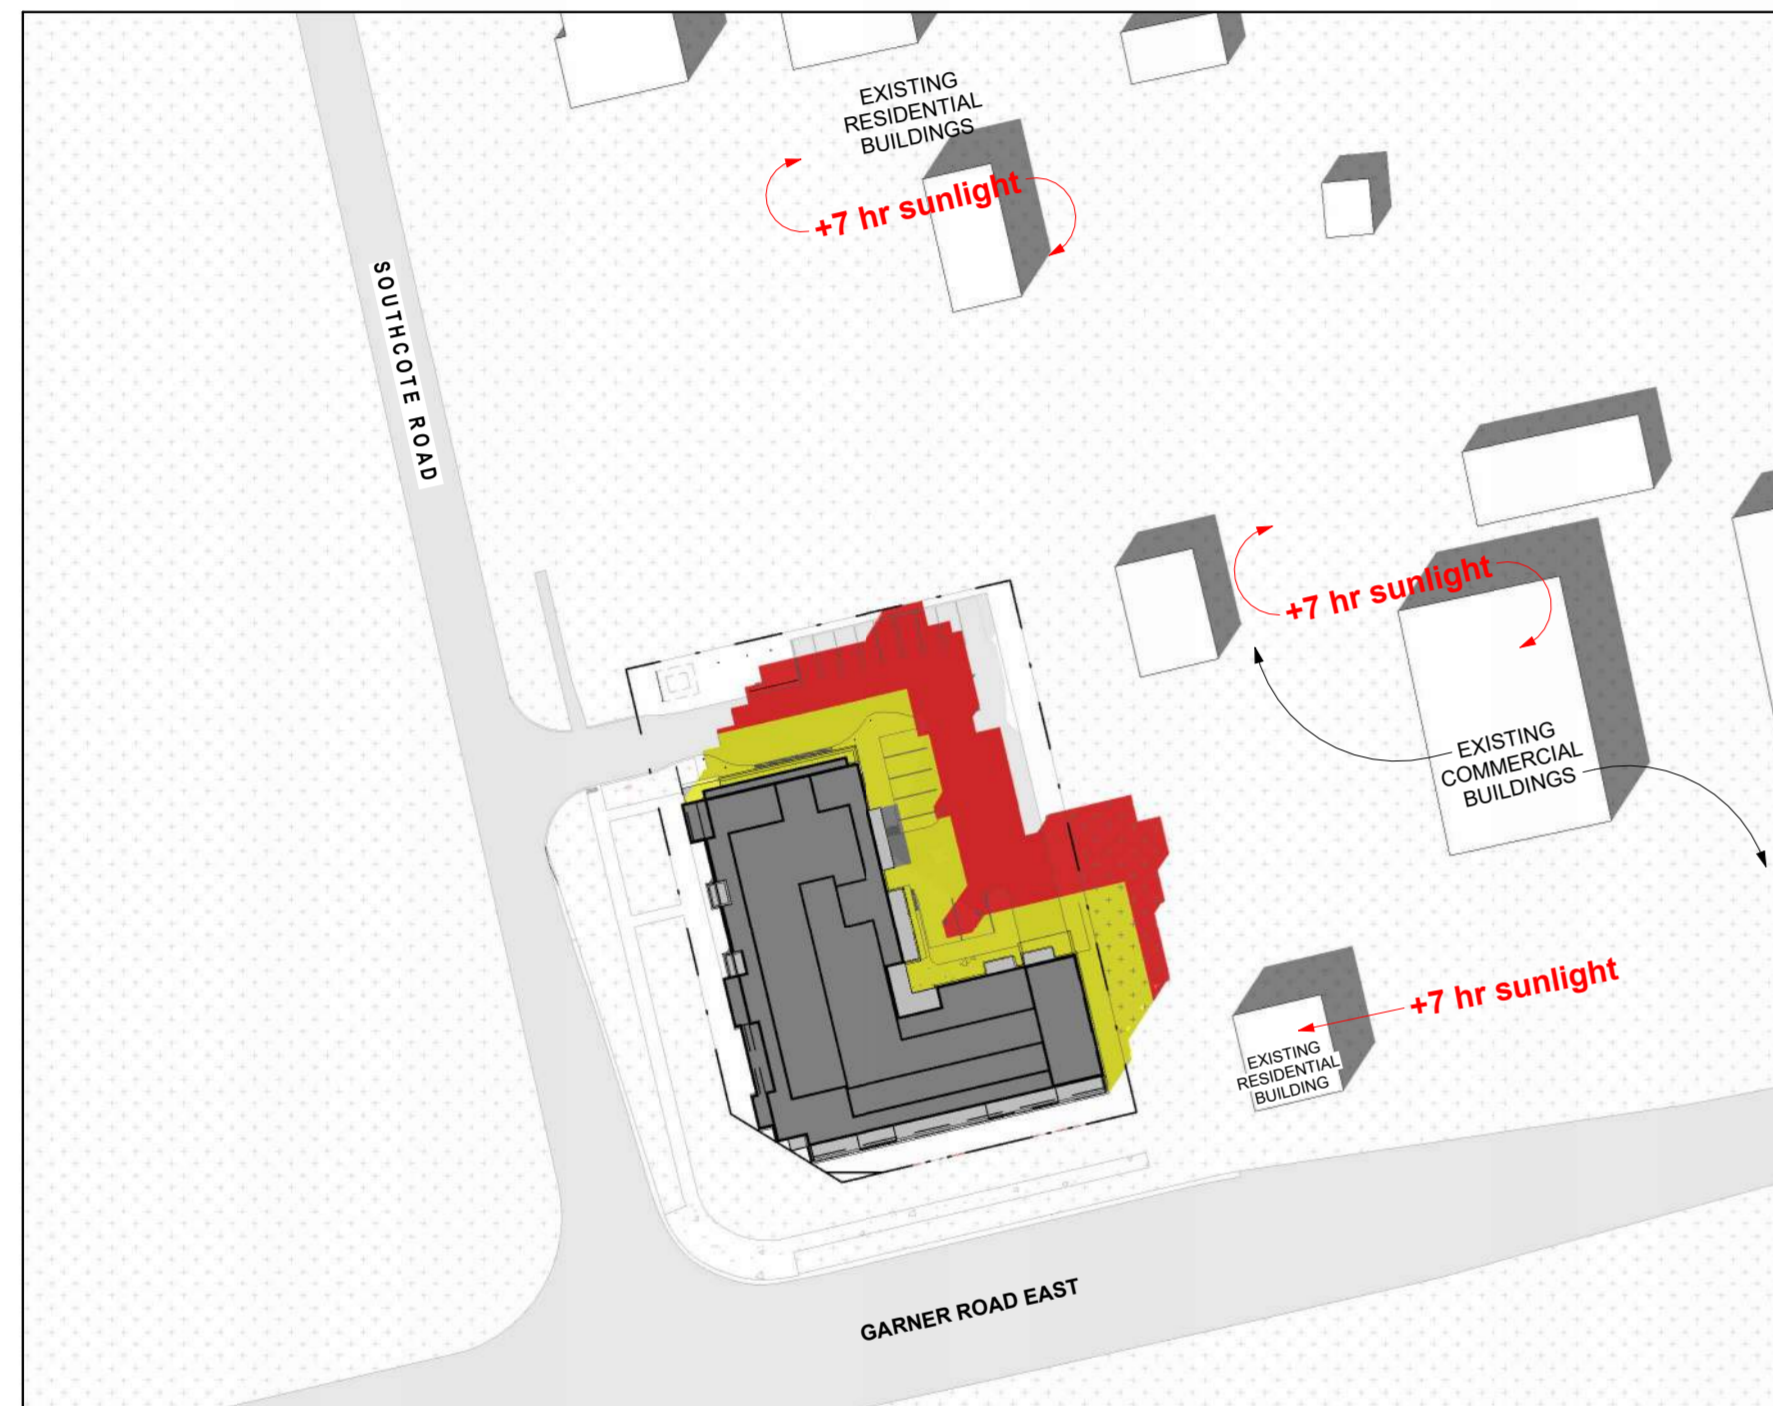 EXISTING
RESIDENTIAL
BUILDINGS
+7 hr sunlight
SOUTHCOTE ROAD
+7 hr sunlight
EXISTING
COMMERCIAL
BUILDINGS
+7 hr sunlight
EXISTING
RESIDENTIAL
BUILDING
GARNER ROAD EAST